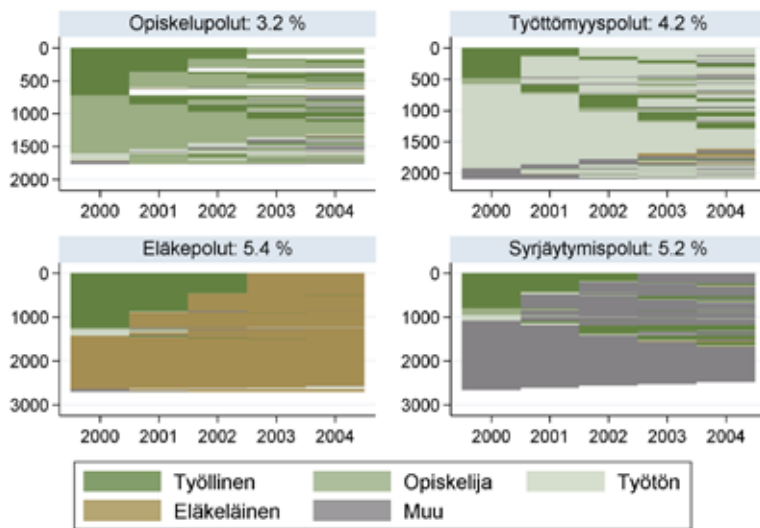 Opiskelupolut: 3.2 %
0
500
1000
1500
2000
2000 2001 2002 2003 2004
Työttömyyspolut: 4.2 %
0
500
1000
1500
2000
2000 2001 2002 2003 2004
Eläkepolut: 5.4 %
0
1000
2000
3000
2000 2001 2002 2003 2004
Syrjäytymispolut: 5.2 %
0
1000
2000
3000
2000 2001 2002 2003 2004
Työllinen Opiskelija Työtön
Eläkeläinen Muu